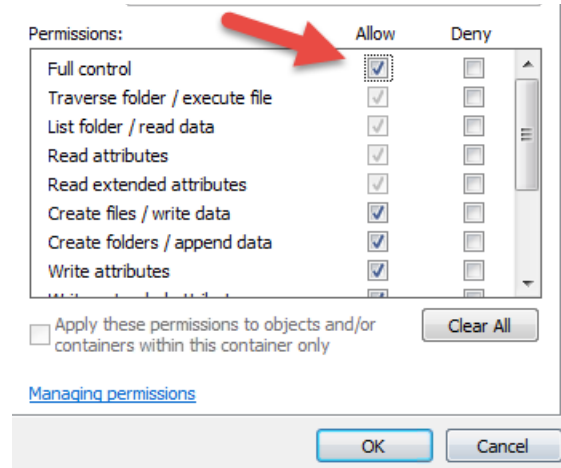 Permissions: Allow Deny
Full control
Traverse folder / execute file
List folder / read data
Read attributes
Read extended attributes
Create files / write data
Create folders / append data
Write attributes
Apply these permissions to objects and/or
containers within this container only
Clear All
Managing permissions
OK Cancel